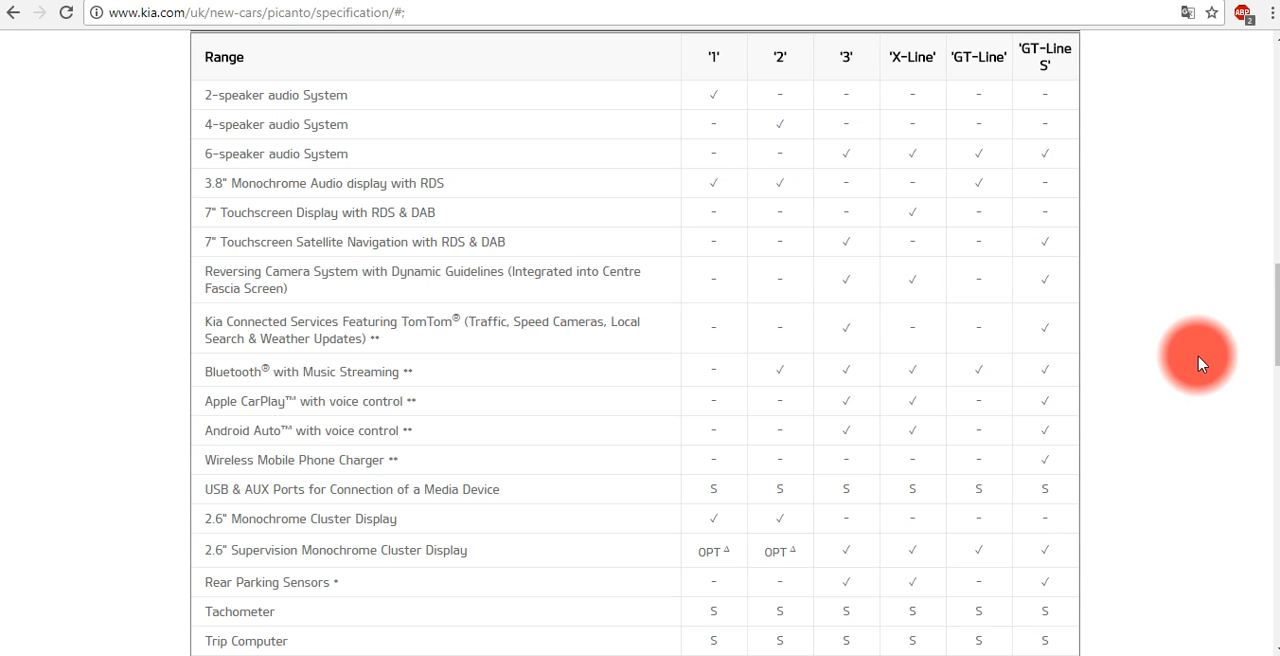 www.kia.com/uk/new-cars/picanto/specification/#;
ABP
2
Range '1' '2' '3' 'X-Line' 'GT-Line' 'GT-Line S'
2-speaker audio System ✓ - - - - -
4-speaker audio System - ✓ - - - -
6-speaker audio System - - ✓ ✓ ✓ ✓
3.8" Monochrome Audio display with RDS ✓ ✓ - - ✓ -
7" Touchscreen Display with RDS & DAB - - - ✓ - -
7" Touchscreen Satellite Navigation with RDS & DAB - - ✓ - - ✓
Reversing Camera System with Dynamic Guidelines (Integrated into Centre
Fascia Screen) - - ✓ ✓ - ✓
Kia Connected Services Featuring TomTom® (Traffic, Speed Cameras, Local
Search & Weather Updates) ** - - ✓ - - ✓
Bluetooth® with Music Streaming ** - ✓ ✓ ✓ ✓ ✓
Apple CarPlay™ with voice control ** - - ✓ ✓ - ✓
Android Auto™ with voice control ** - - ✓ ✓ - ✓
Wireless Mobile Phone Charger ** - - - - - ✓
USB & AUX Ports for Connection of a Media Device S S S S S S
2.6" Monochrome Cluster Display ✓ ✓ - - - -
2.6" Supervision Monochrome Cluster Display OPT Δ OPT Δ ✓ ✓ ✓ ✓
Rear Parking Sensors * - - ✓ ✓ - ✓
Tachometer S S S S S S
Trip Computer S S S S S S